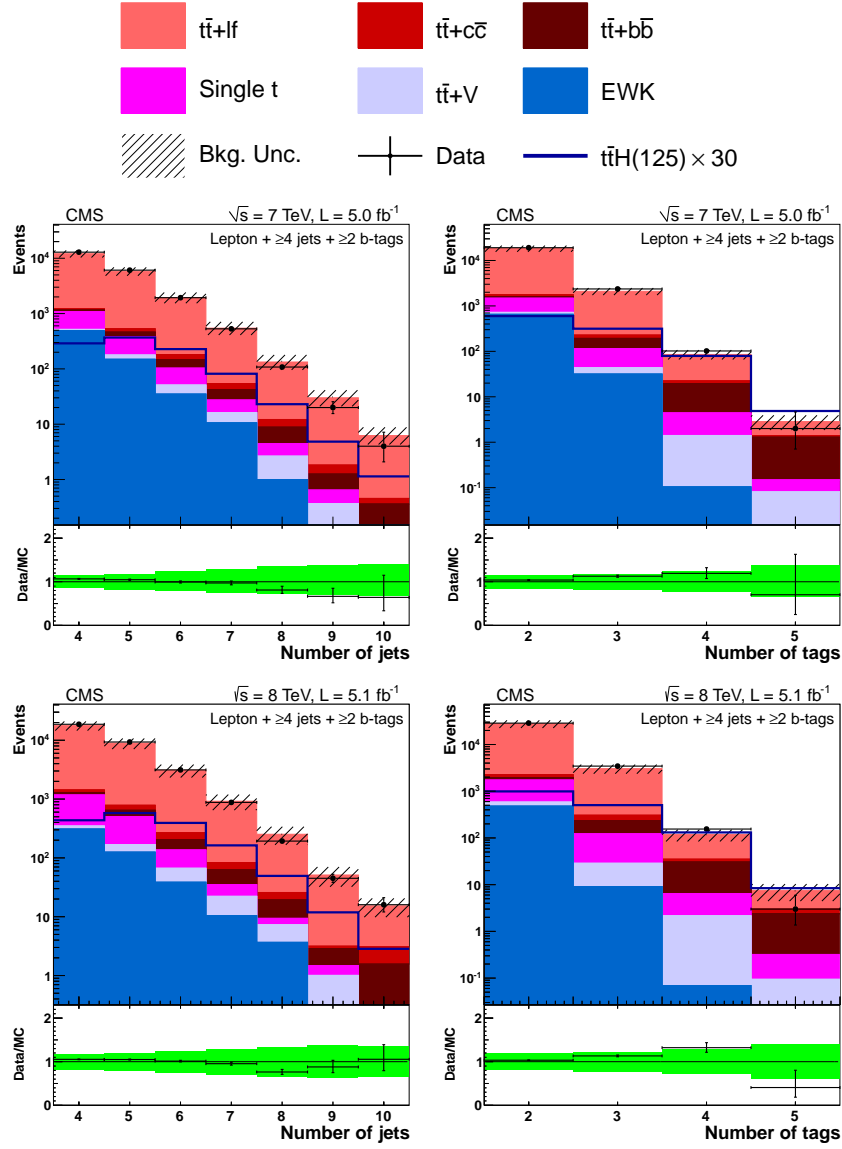 tt̄+lf tt̄+cc̄ tt̄+bb̄
Single t tt̄+V EWK
Bkg. Unc. Data tt̄H(125) × 30
CMS √s = 7 TeV, L = 5.0 fb⁻¹
Lepton + ≥4 jets + ≥2 b-tags
Events
10⁴
10³
10²
10
1
Data/MC
2
1
0
4 5 6 7 8 9 10
Number of jets
CMS √s = 7 TeV, L = 5.0 fb⁻¹
Lepton + ≥4 jets + ≥2 b-tags
Events
10⁴
10³
10²
10
1
10⁻¹
Data/MC
2
1
0
2 3 4 5
Number of tags
CMS √s = 8 TeV, L = 5.1 fb⁻¹
Lepton + ≥4 jets + ≥2 b-tags
Events
10⁴
10³
10²
10
1
Data/MC
2
1
0
4 5 6 7 8 9 10
Number of jets
CMS √s = 8 TeV, L = 5.1 fb⁻¹
Lepton + ≥4 jets + ≥2 b-tags
Events
10⁴
10³
10²
10
1
10⁻¹
Data/MC
2
1
0
2 3 4 5
Number of tags